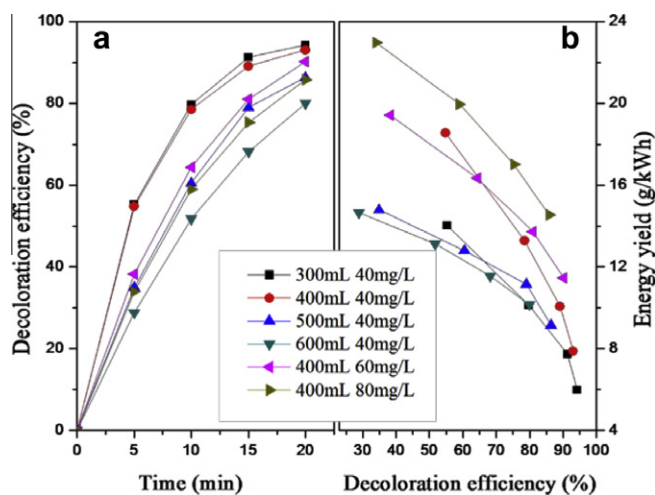 a
b
Decoloration efficiency (%)
100
80
60
40
20
0
0
5
10
15
20
Time (min)
300mL 40mg/L
400mL 40mg/L
500mL 40mg/L
600mL 40mg/L
400mL 60mg/L
400mL 80mg/L
30
40
50
60
70
80
90
100
Decoloration efficiency (%)
24
20
16
12
8
4
Energy yield (g/kWh)